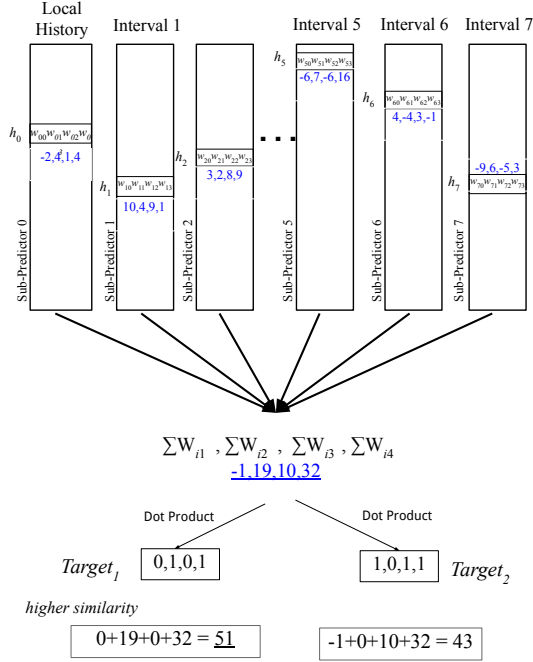 Local
History
Interval 1
Interval 5
Interval 6
Interval 7
h5
w50w51w52w53
-6,7,-6,16
h6
w60w61w62w63
4,-4,3,-1
h0
w00w01w02w0
-2,4,1,4
h2
w20w21w22w23
3,2,8,9
...
-9,6,-5,3
h7
w70w71w72w73
h1
w10w11w12w13
10,4,9,1
Sub-Predictor 0
Sub-Predictor 1
Sub-Predictor 2
Sub-Predictor 5
Sub-Predictor 6
Sub-Predictor 7
∑Wi1 , ∑Wi2 , ∑Wi3 , ∑Wi4
-1,19,10,32
Dot Product
Dot Product
Target1
0,1,0,1
1,0,1,1
Target2
higher similarity
0+19+0+32 = 51
-1+0+10+32 = 43